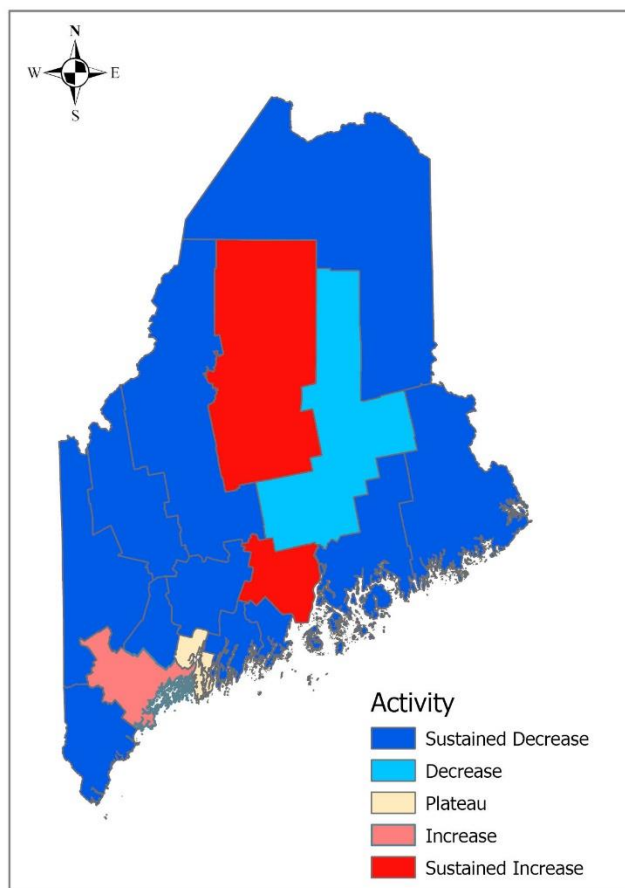 N
W E
S
Activity
Sustained Decrease
Decrease
Plateau
Increase
Sustained Increase